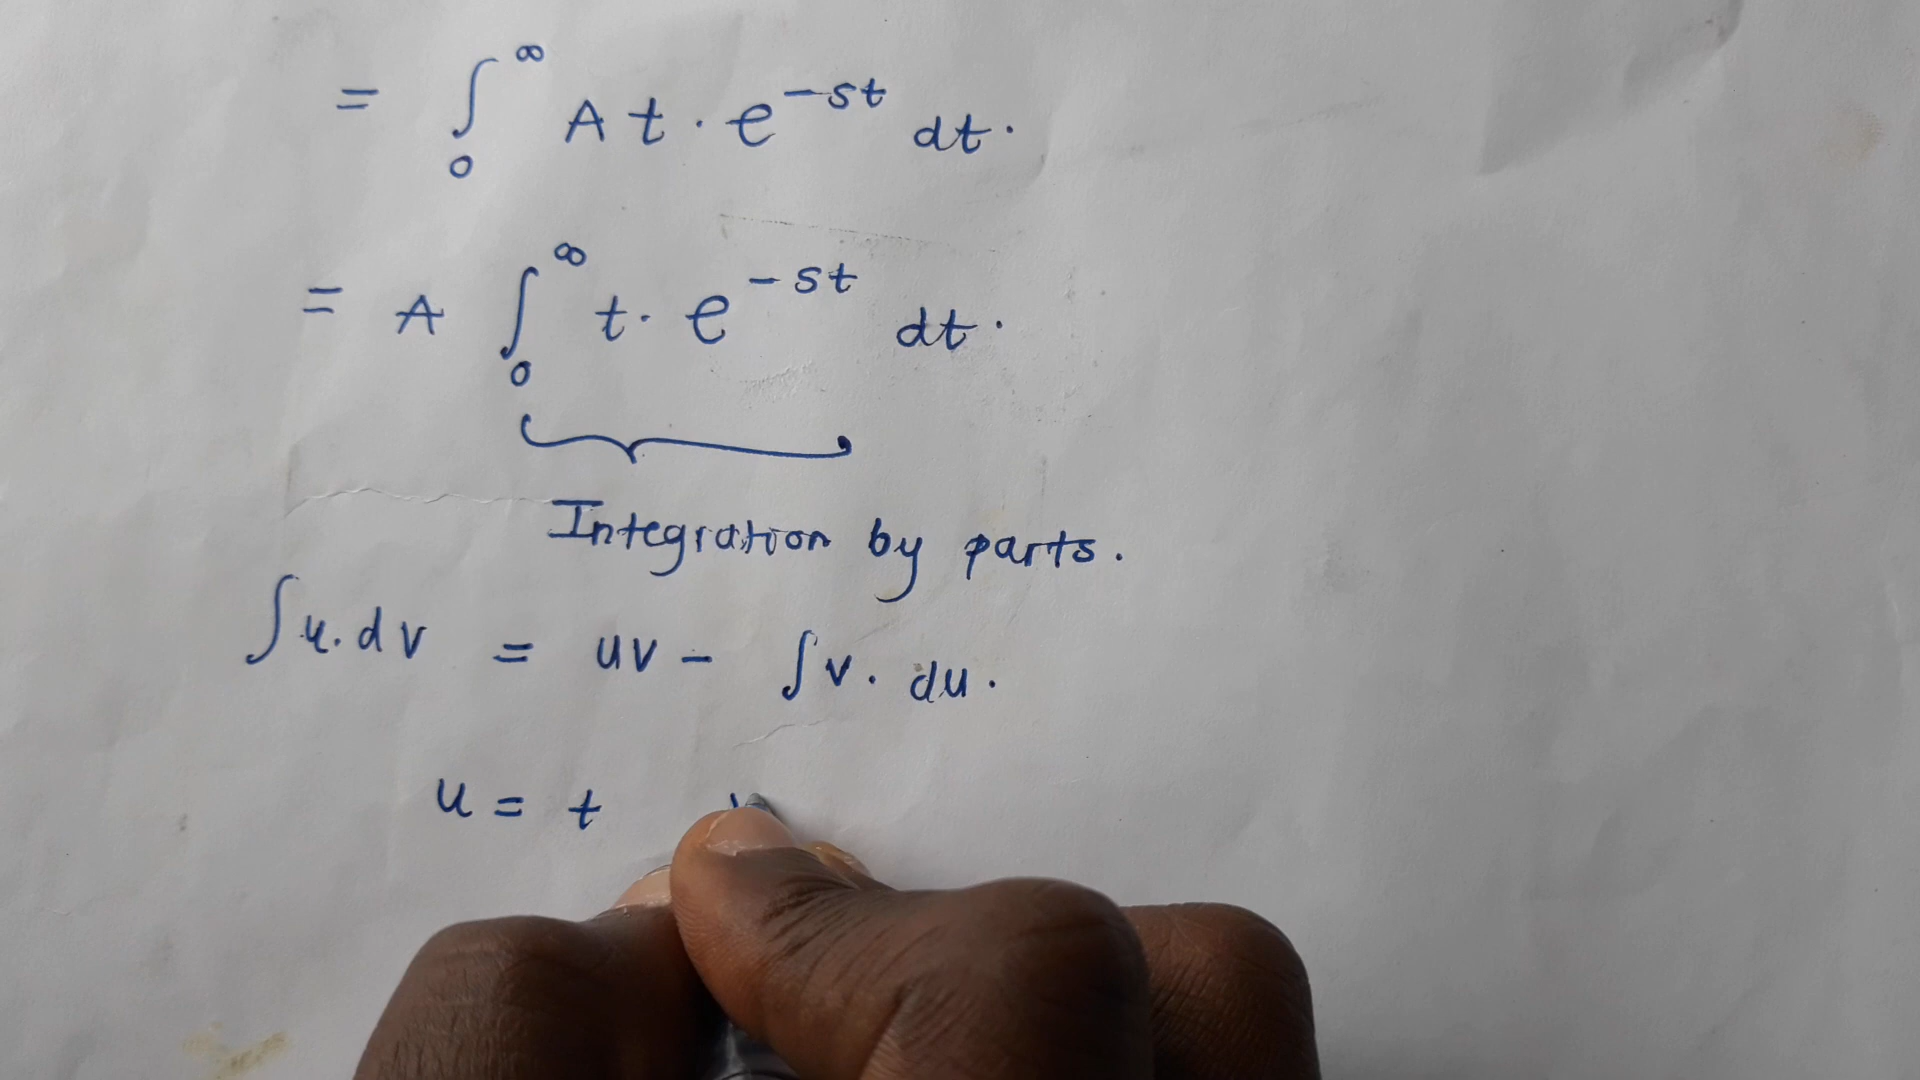 = ∫₀^∞ A t · e^{-st} dt.
= A ∫₀^∞ t · e^{-st} dt.
Integration by parts.
∫u.dv = uv - ∫v. du.
u = t